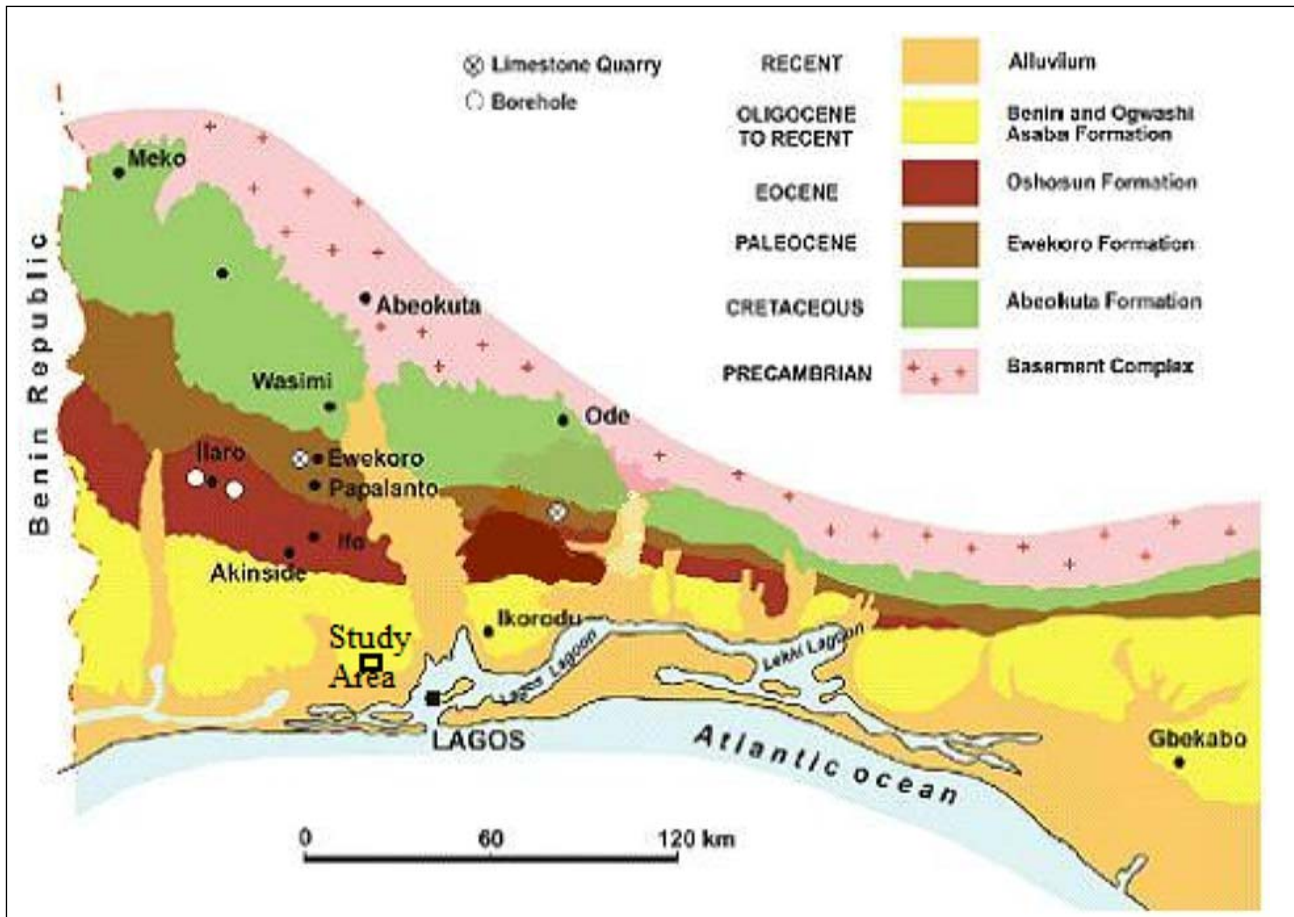 Limestone Quarry
Borehole
RECENT
Alluvilum
OLIGOCENE
TO RECENT
Benin and Ogwashi
Asaba Formation
EOCENE
Oshosun Formation
PALEOCENE
Ewekoro Formation
CRETACEOUS
Abeokuta Formation
PRECAMBRIAN
Basement Complex
Benin Republic
Meko
Abeokuta
Wasimi
Ode
Ilaro
Ewekoro
Papalanto
Ifo
Akinside
Study
Area
Ikorodu
Lagos Lagoon
Lekki Lagoon
LAGOS
Atlantic ocean
Gbekabo
0 60 120 km